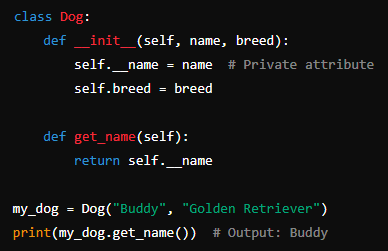 class Dog:
    def __init__(self, name, breed):
        self.__name = name  # Private attribute
        self.breed = breed

    def get_name(self):
        return self.__name

my_dog = Dog("Buddy", "Golden Retriever")
print(my_dog.get_name())  # Output: Buddy